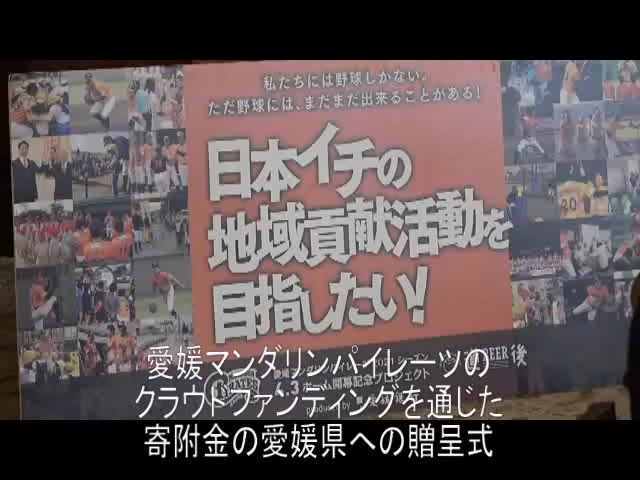 私たちには野球しかない。
ただ野球には、まだまだ出来ることがある!
日本イチの
地域貢献活動を
目指したい!
後
愛媛マンダリンパイレーツの
クラウドファンディングを通じた
寄附金の愛媛県への贈呈式